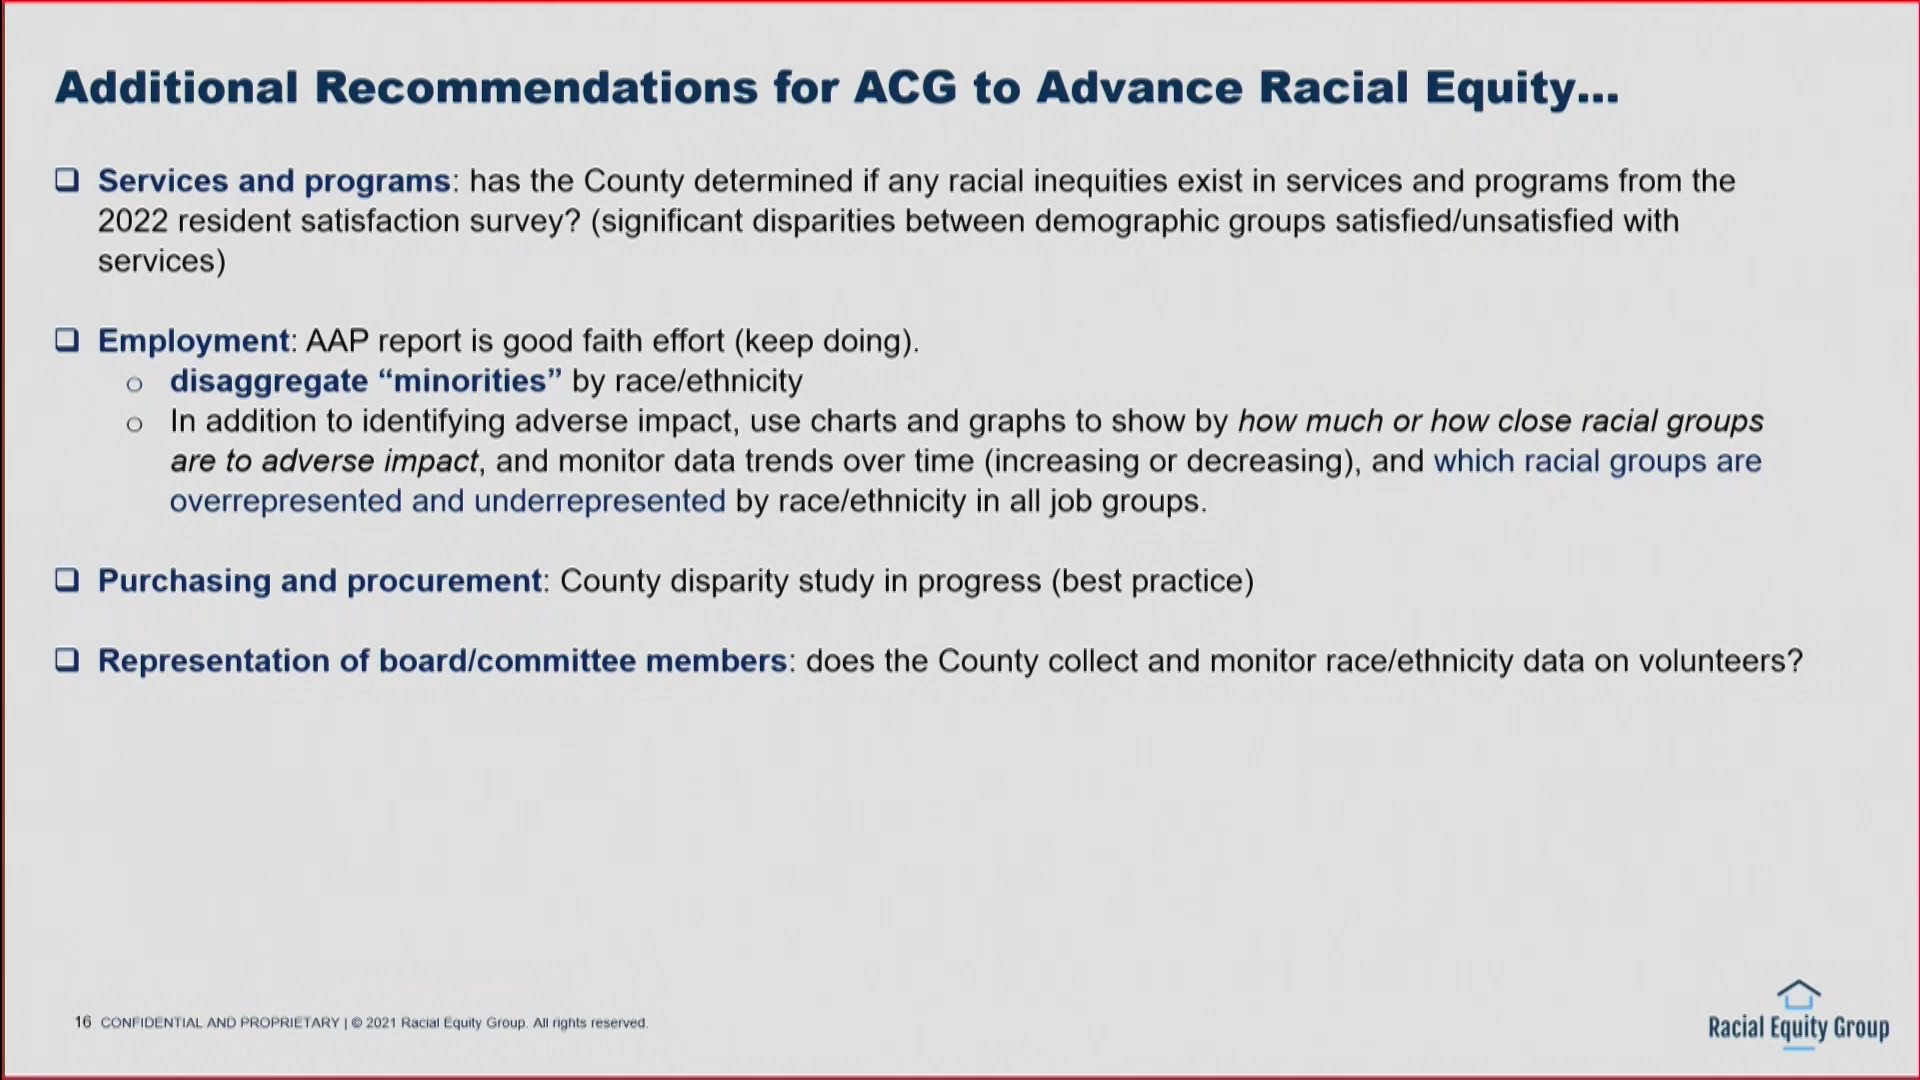 Additional Recommendations for ACG to Advance Racial Equity...
❑ Services and programs: has the County determined if any racial inequities exist in services and programs from the
2022 resident satisfaction survey? (significant disparities between demographic groups satisfied/unsatisfied with
services)
❑ Employment: AAP report is good faith effort (keep doing).
○ disaggregate “minorities” by race/ethnicity
○ In addition to identifying adverse impact, use charts and graphs to show by how much or how close racial groups
are to adverse impact, and monitor data trends over time (increasing or decreasing), and which racial groups are
overrepresented and underrepresented by race/ethnicity in all job groups.
❑ Purchasing and procurement: County disparity study in progress (best practice)
❑ Representation of board/committee members: does the County collect and monitor race/ethnicity data on volunteers?
16 CONFIDENTIAL AND PROPRIETARY | © 2021 Racial Equity Group. All rights reserved.
Racial Equity Group